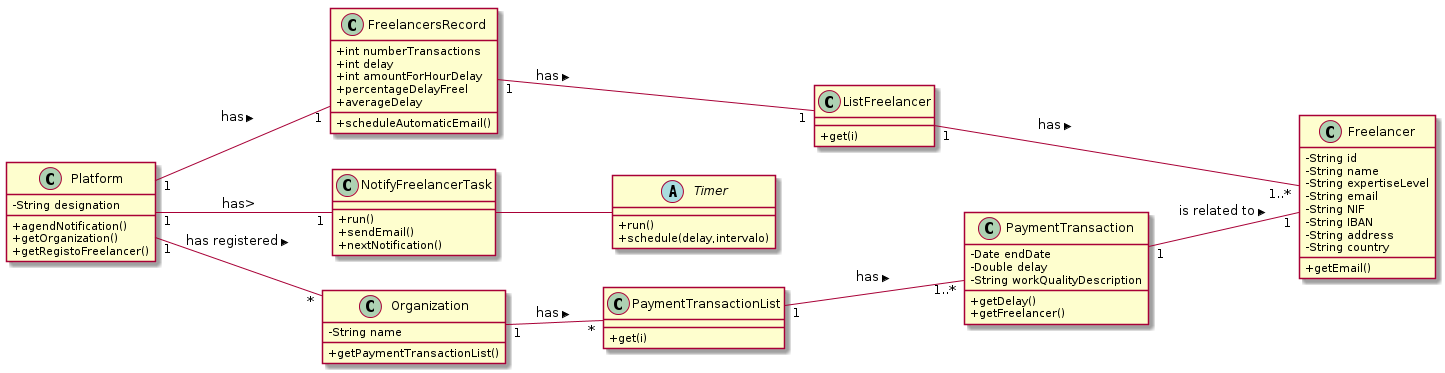 C FreelancersRecord
+int numberTransactions
+int delay
+int amountForHourDelay
+percentageDelayFreel
+averageDelay
+scheduleAutomaticEmail()
has ▶
1
1
C ListFreelancer
+get(i)
has ▶
1
1
C Freelancer
-String id
-String name
-String expertiseLevel
-String email
-String NIF
-String IBAN
-String address
-String country
+getEmail()
has ▶
1
1..*
C Platform
-String designation
+agendNotification()
+getOrganization()
+getRegistoFreelancer()
C NotifyFreelancerTask
+run()
+sendEmail()
+nextNotification()
has>
1
1
A Timer
+run()
+schedule(delay,intervalo)
has registered ▶
1
*
C Organization
-String name
+getPaymentTransactionList()
has ▶
1
*
C PaymentTransactionList
+get(i)
has ▶
1
1..*
C PaymentTransaction
-Date endDate
-Double delay
-String workQualityDescription
+getDelay()
+getFreelancer()
is related to ▶
1
1